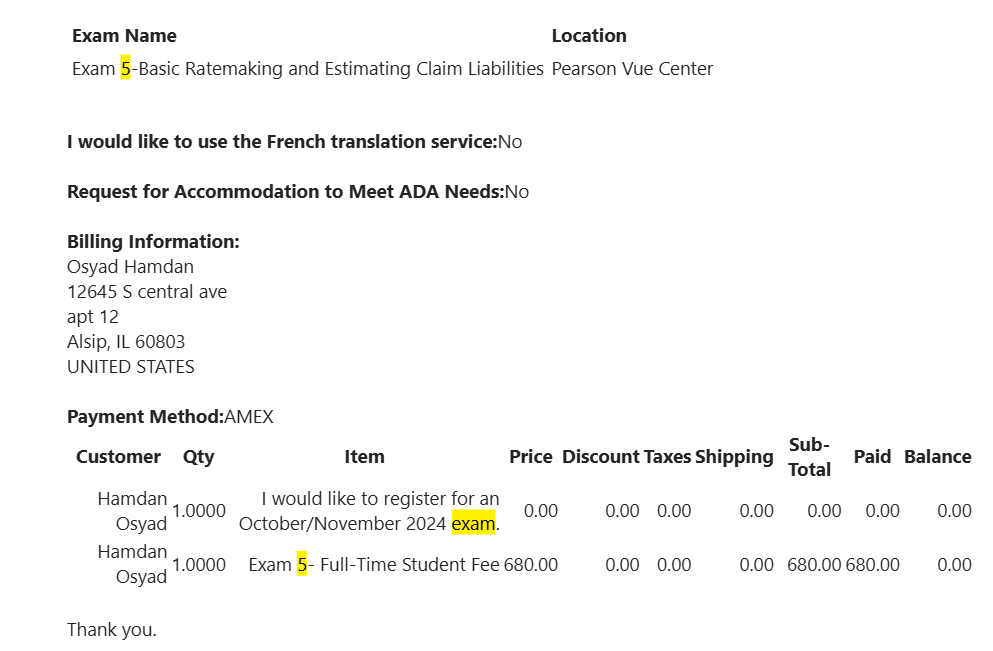 Exam Name Location
Exam 5-Basic Ratemaking and Estimating Claim Liabilities Pearson Vue Center
I would like to use the French translation service:No
Request for Accommodation to Meet ADA Needs:No
Billing Information:
Osyad Hamdan
12645 S central ave
apt 12
Alsip, IL 60803
UNITED STATES
Payment Method:AMEX
Customer Qty Item Price Discount Taxes Shipping Sub-Total Paid Balance
Hamdan Osyad 1.0000 I would like to register for an October/November 2024 exam. 0.00 0.00 0.00 0.00 0.00 0.00 0.00
Hamdan Osyad 1.0000 Exam 5- Full-Time Student Fee 680.00 0.00 0.00 0.00 680.00 680.00 0.00
Thank you.